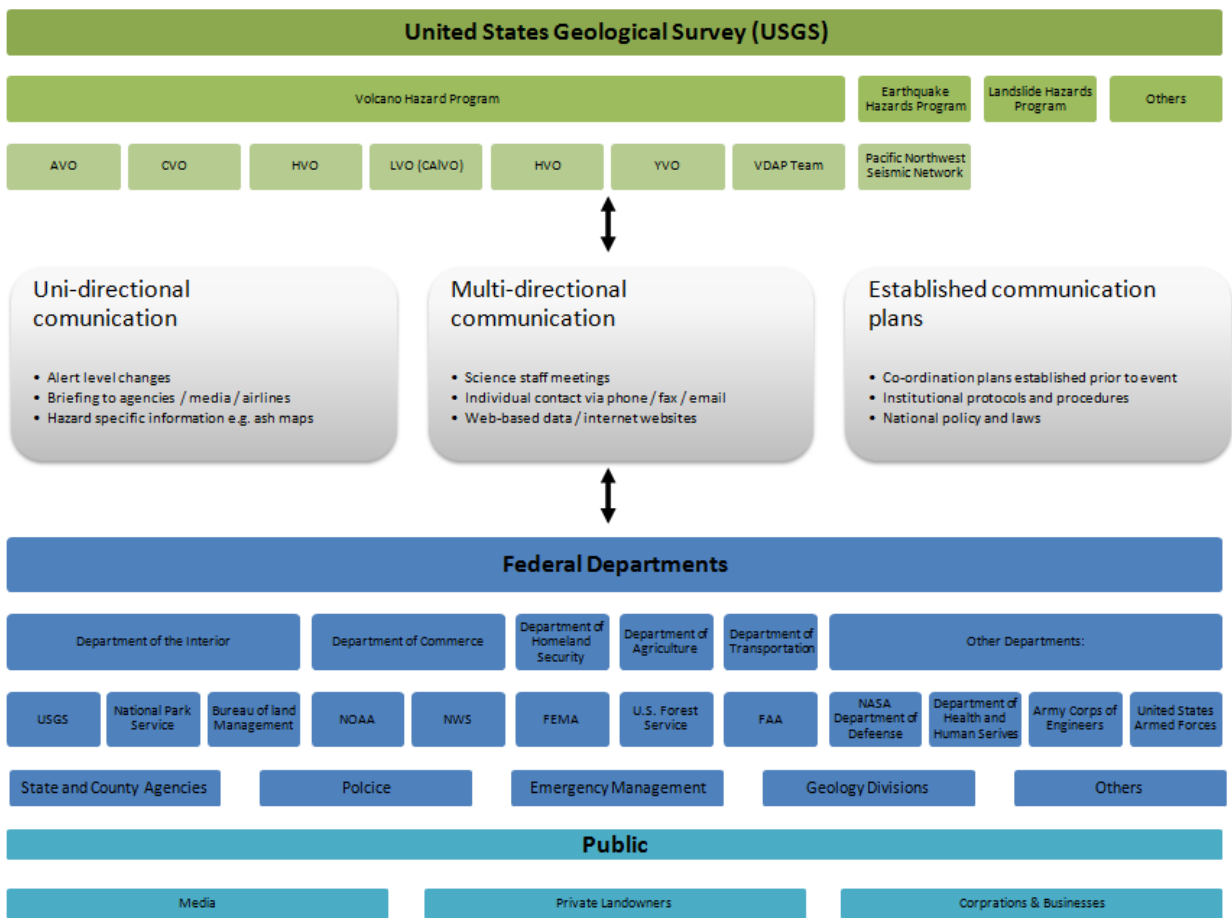 United States Geological Survey (USGS)
Volcano Hazard Program
Earthquake
Hazards Program
Landslide Hazards
Program
Others
AVO
CVO
HVO
LVO (CAlVO)
HVO
YVO
VDAP Team
Pacific Northwest
Seismic Network
Uni-directional
comunication
• Alert level changes
• Briefing to agencies / media / airlines
• Hazard specific information e.g. ash maps
Multi-directional
communication
• Science staff meetings
• Individual contact via phone / fax / email
• Web-based data / internet websites
Established communication
plans
• Co-ordination plans established prior to event
• Institutional protocols and procedures
• National policy and laws
Federal Departments
Department of the Interior
Department of Commerce
Department of
Homeland
Security
Department of
Agriculture
Department of
Transportation
Other Departments:
USGS
National Park
Service
Bureau of land
Management
NOAA
NWS
FEMA
U.S. Forest
Service
FAA
NASA
Department of
Defeense
Department of
Health and
Human Serives
Army Corps of
Engineers
United States
Armed Forces
State and County Agencies
Polcice
Emergency Management
Geology Divisions
Others
Public
Media
Private Landowners
Corprations & Businesses